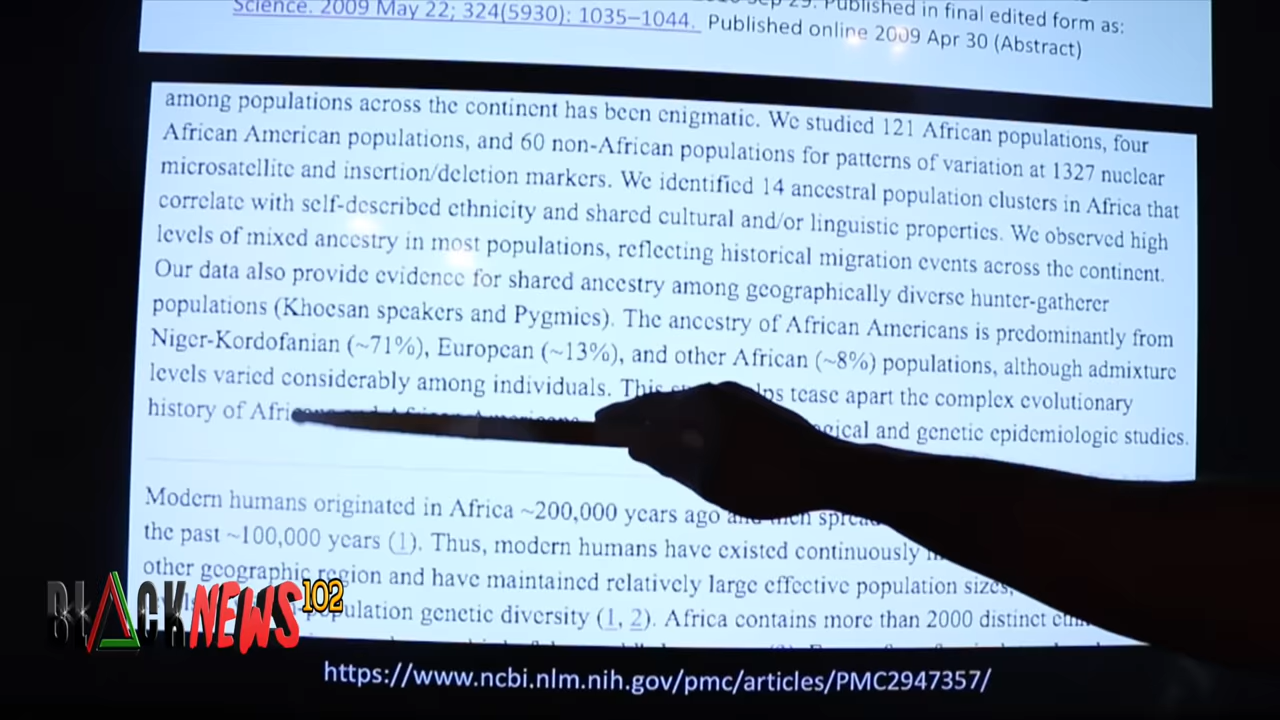 Science. 2009 May 22; 324(5930): 1035–1044. Published online 2009 Apr 30 (Abstract)
29. Published in final edited form as:
among populations across the continent has been enigmatic. We studied 121 African populations, four
African American populations, and 60 non-African populations for patterns of variation at 1327 nuclear
microsatellite and insertion/deletion markers. We identified 14 ancestral population clusters in Africa that
correlate with self-described ethnicity and shared cultural and/or linguistic properties. We observed high
levels of mixed ancestry in most populations, reflecting historical migration events across the continent.
Our data also provide evidence for shared ancestry among geographically diverse hunter-gatherer
populations (Khoesan speakers and Pygmies). The ancestry of African Americans is predominantly from
Niger-Kordofanian (~71%), European (~13%), and other African (~8%) populations, although admixture
levels varied considerably among individuals. This tease apart the complex evolutionary
history of and genetic epidemiologic studies.
Modern humans originated in Africa ~200,000 years ago and then
the past ~100,000 years (1). Thus, modern humans have existed continuously
other geographic region and have maintained relatively large effective population sizes,
population genetic diversity (1, 2). Africa contains more than 2000 distinct
BLACK NEWS 102
https://www.ncbi.nlm.nih.gov/pmc/articles/PMC2947357/